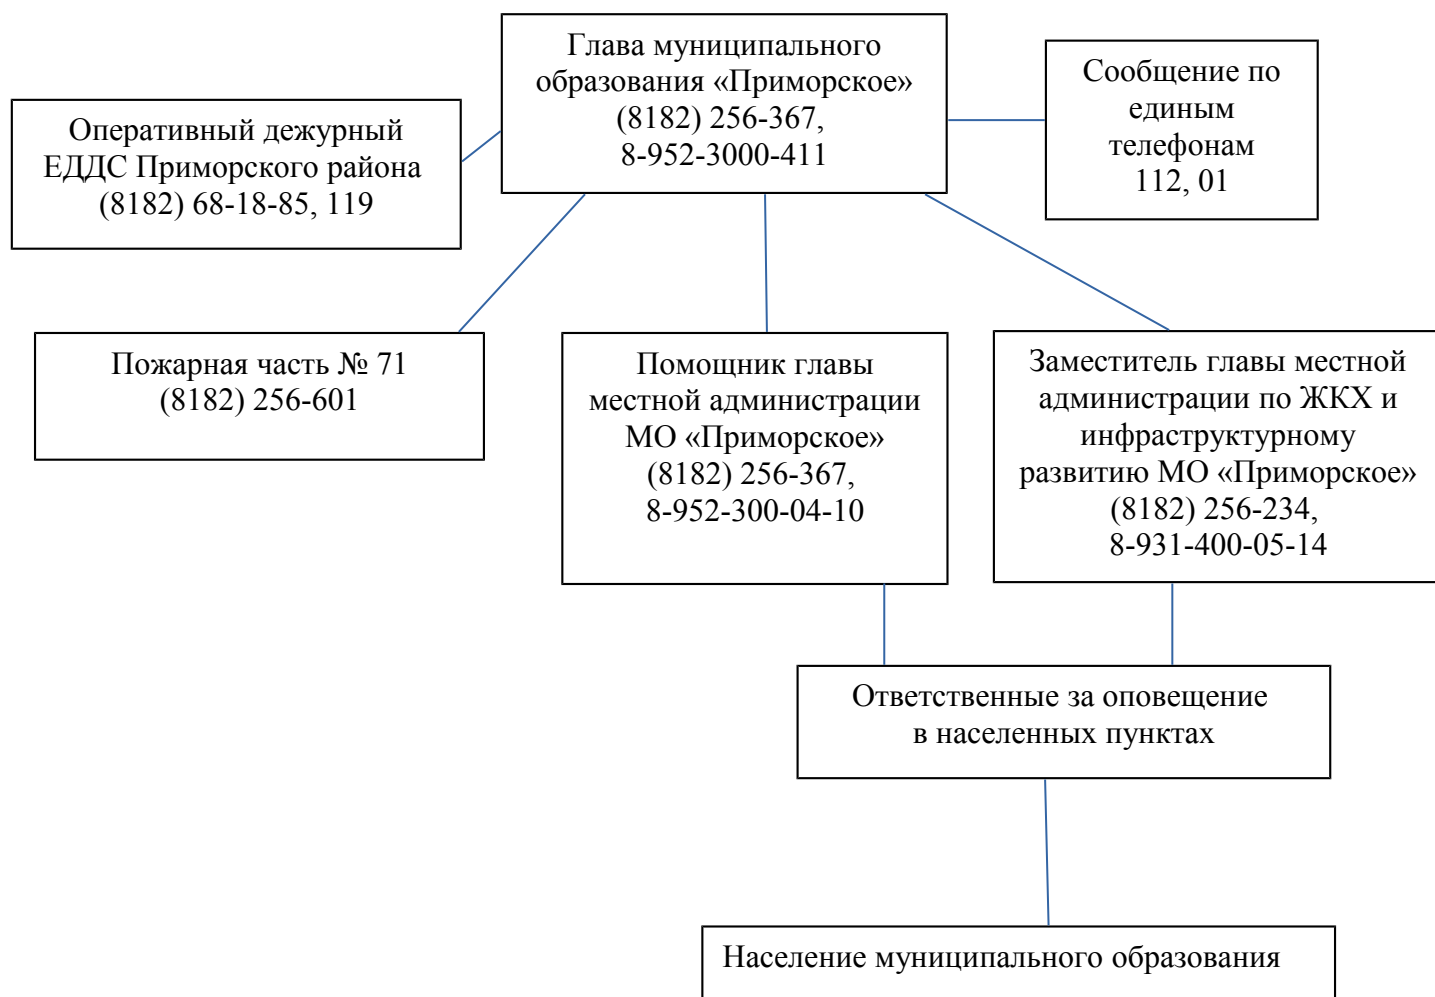 Глава муниципального
образования «Приморское»
(8182) 256-367,
8-952-3000-411
Сообщение по
единым
телефонам
112, 01
Оперативный дежурный
ЕДДС Приморского района
(8182) 68-18-85, 119
Пожарная часть № 71
(8182) 256-601
Помощник главы
местной администрации
МО «Приморское»
(8182) 256-367,
8-952-300-04-10
Заместитель главы местной
администрации по ЖКХ и
инфраструктурному
развитию МО «Приморское»
(8182) 256-234,
8-931-400-05-14
Ответственные за оповещение
в населенных пунктах
Население муниципального образования